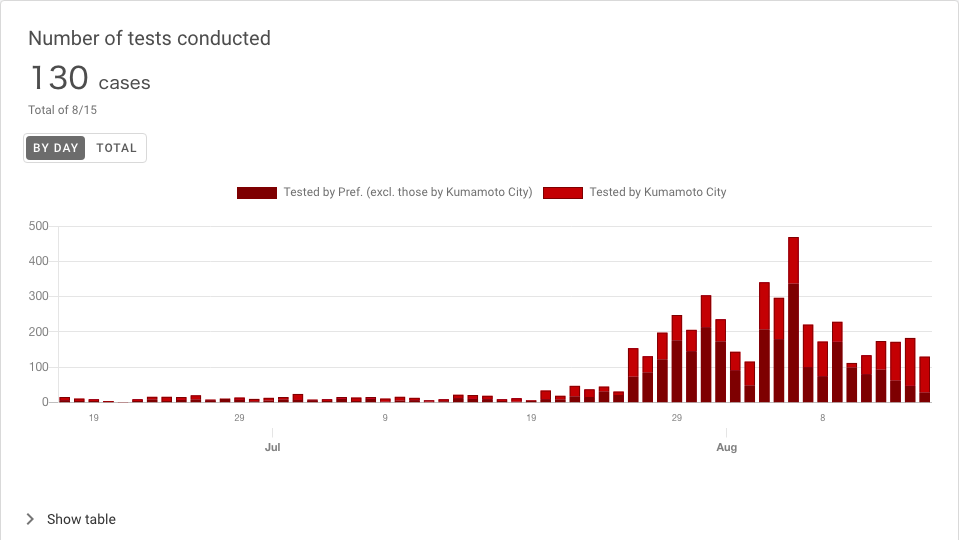 Number of tests conducted
130 cases
Total of 8/15
BY DAY TOTAL
Tested by Pref. (excl. those by Kumamoto City) Tested by Kumamoto City
500
400
300
200
100
0
19 29 9 19 29 8
Jul Aug
Show table